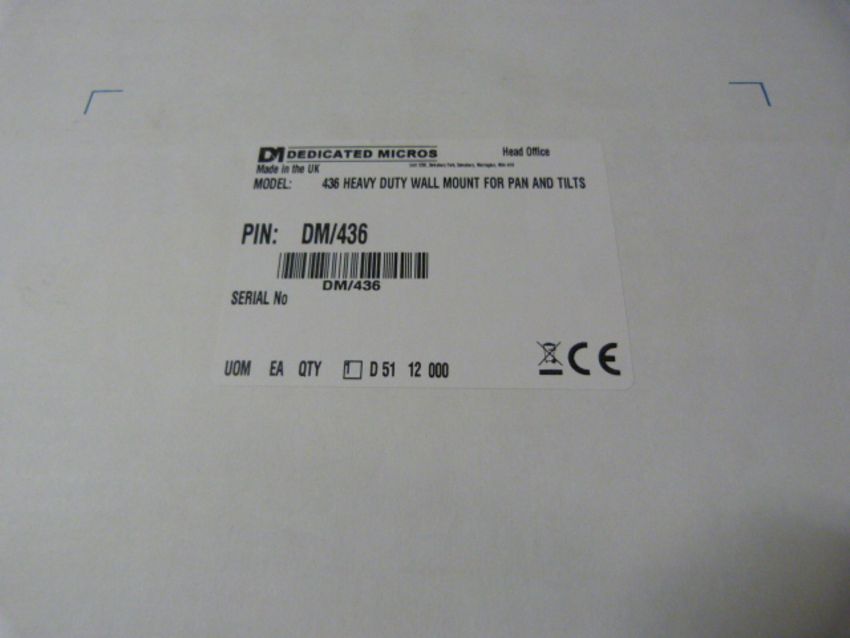 DM DEDICATED MICROS Head Office
Made in the UK
MODEL: 436 HEAVY DUTY WALL MOUNT FOR PAN AND TILTS
PIN: DM/436
DM/436
SERIAL No
UOM EA QTY 1 D 51 12 000
CE